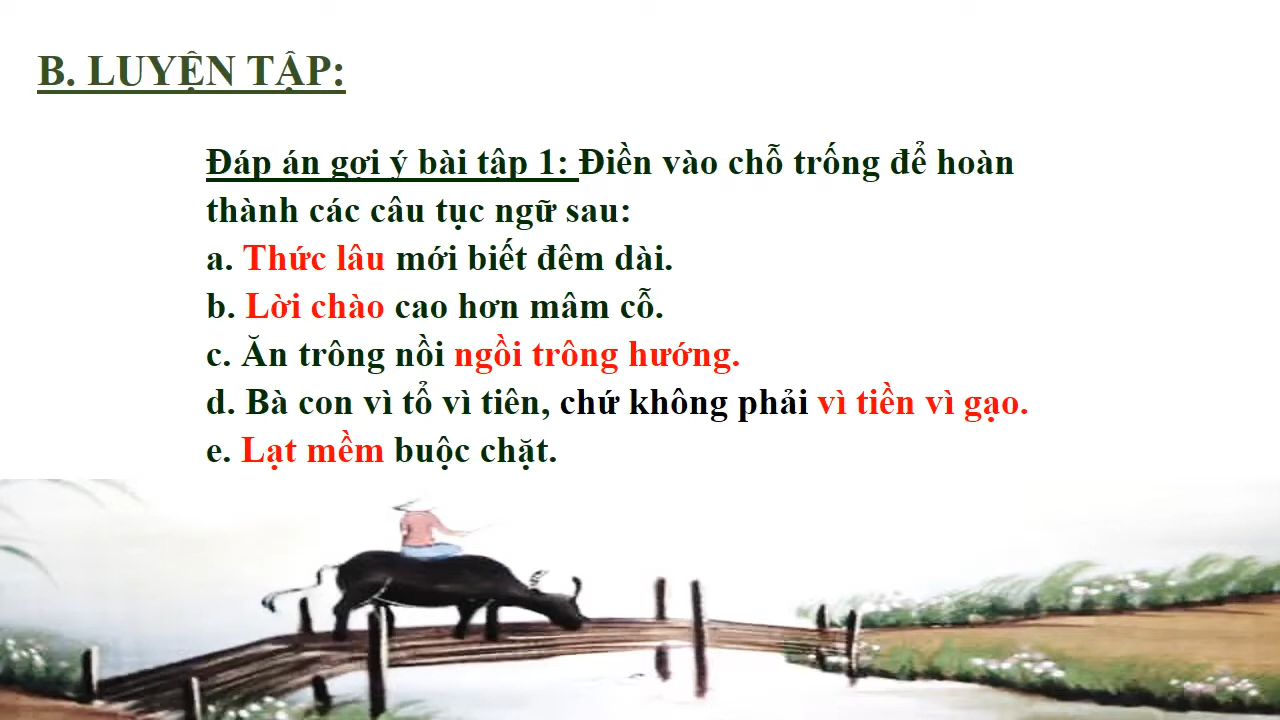 B. LUYỆN TẬP:
Đáp án gợi ý bài tập 1: Điền vào chỗ trống để hoàn
thành các câu tục ngữ sau:
a. Thức lâu mới biết đêm dài.
b. Lời chào cao hơn mâm cỗ.
c. Ăn trông nồi ngồi trông hướng.
d. Bà con vì tổ vì tiên, chứ không phải vì tiền vì gạo.
e. Lạt mềm buộc chặt.